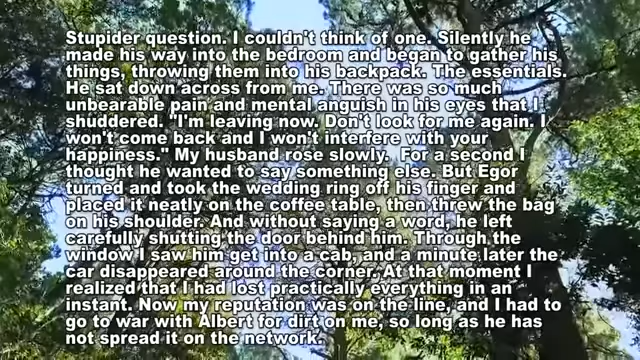 Stupider question. I couldn't think of one. Silently he
made his way into the bedroom and began to gather his
things, throwing them into his backpack. The essentials.
He sat down across from me. There was so much
unbearable pain and mental anguish in his eyes that I
shuddered. "I'm leaving now. Don't look for me again. I
won't come back and I won't interfere with your
happiness." My husband rose slowly.  For a second I
thought he wanted to say something else. But Egor
turned and took the wedding ring off his finger and
placed it neatly on the coffee table, then threw the bag
on his shoulder. And without saying a word, he left
carefully shutting the door behind him. Through the
window I saw him get into a cab, and a minute later the
car disappeared around the corner. At that moment I
realized that I had lost practically everything in an
instant. Now my reputation was on the line, and I had to
go to war with Albert for dirt on me, so long as he has
not spread it on the network.